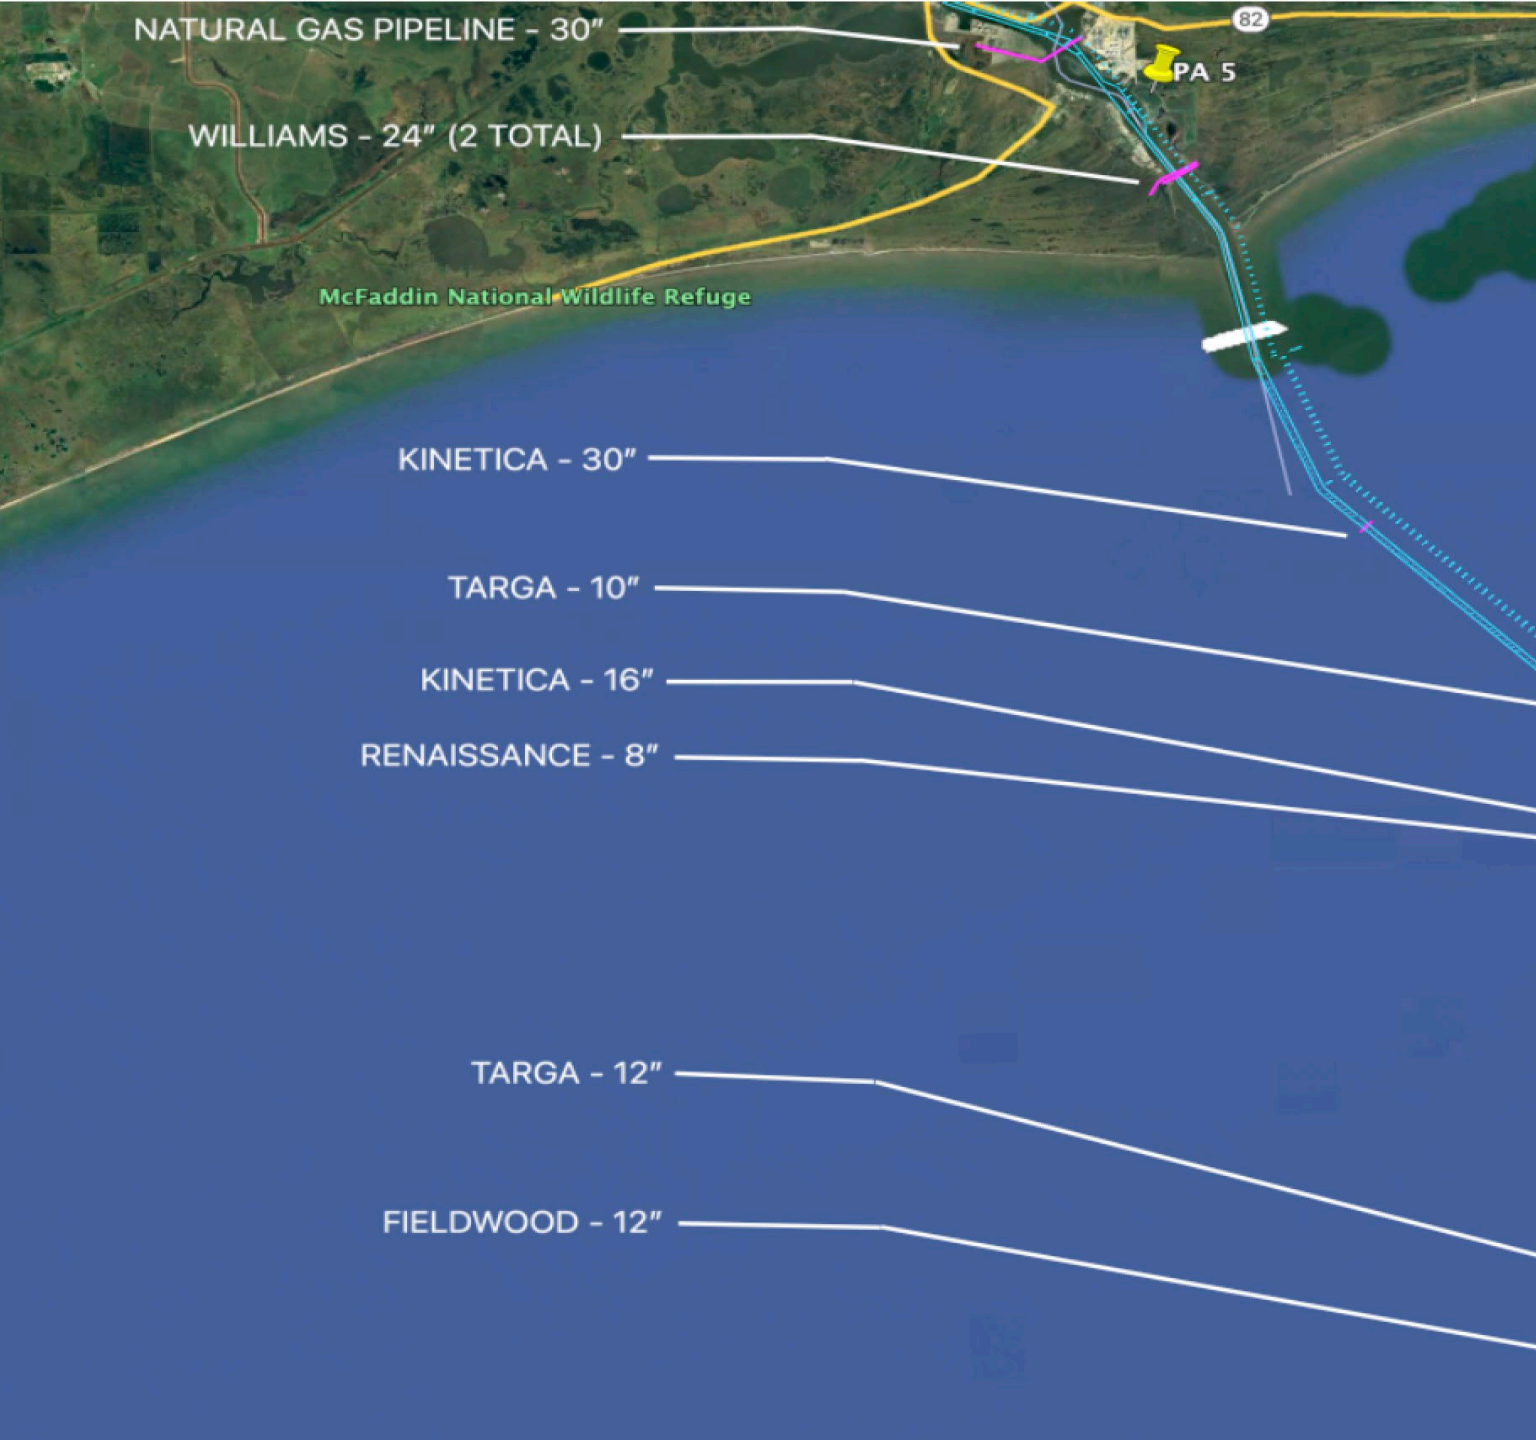 NATURAL GAS PIPELINE - 30"
82
PA 5
WILLIAMS - 24" (2 TOTAL)
McFaddin National Wildlife Refuge
KINETICA - 30"
TARGA - 10"
KINETICA - 16"
RENAISSANCE - 8"
TARGA - 12"
FIELDWOOD - 12"